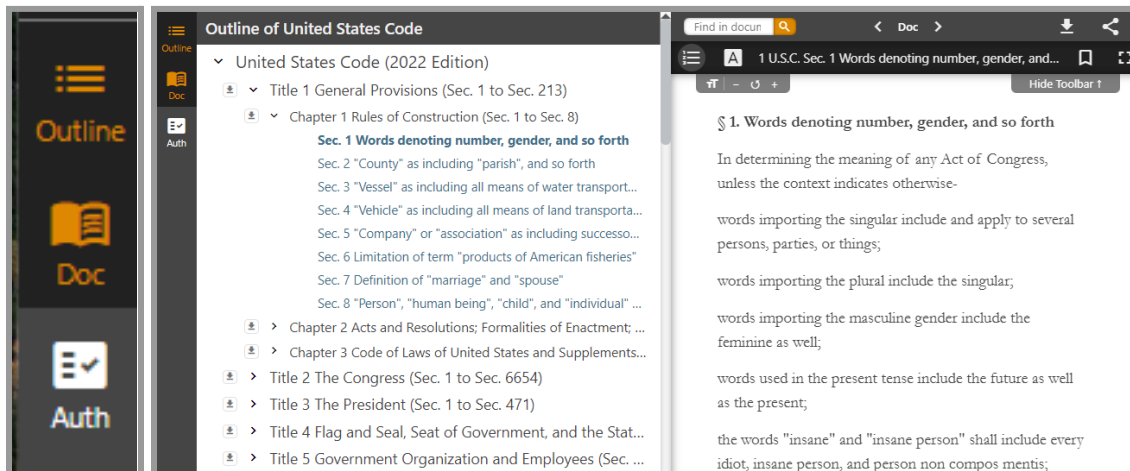 Outline
Doc
Auth
Outline
Doc
Auth
Outline of United States Code
United States Code (2022 Edition)
Title 1 General Provisions (Sec. 1 to Sec. 213)
Chapter 1 Rules of Construction (Sec. 1 to Sec. 8)
Sec. 1 Words denoting number, gender, and so forth
Sec. 2 "County" as including "parish", and so forth
Sec. 3 "Vessel" as including all means of water transport...
Sec. 4 "Vehicle" as including all means of land transporta...
Sec. 5 "Company" or "association" as including successo...
Sec. 6 Limitation of term "products of American fisheries"
Sec. 7 Definition of "marriage" and "spouse"
Sec. 8 "Person", "human being", "child", and "individual" ...
Chapter 2 Acts and Resolutions; Formalities of Enactment; ...
Chapter 3 Code of Laws of United States and Supplements...
Title 2 The Congress (Sec. 1 to Sec. 6654)
Title 3 The President (Sec. 1 to Sec. 471)
Title 4 Flag and Seal, Seat of Government, and the Stat...
Title 5 Government Organization and Employees (Sec. ...
Find in docun
Doc
A 1 U.S.C. Sec. 1 Words denoting number, gender, and...
TT - +
Hide Toolbar ↑
§ 1. Words denoting number, gender, and so forth
In determining the meaning of any Act of Congress,
unless the context indicates otherwise-
words importing the singular include and apply to several
persons, parties, or things;
words importing the plural include the singular;
words importing the masculine gender include the
feminine as well;
words used in the present tense include the future as well
as the present;
the words "insane" and "insane person" shall include every
idiot, insane person, and person non compos mentis;